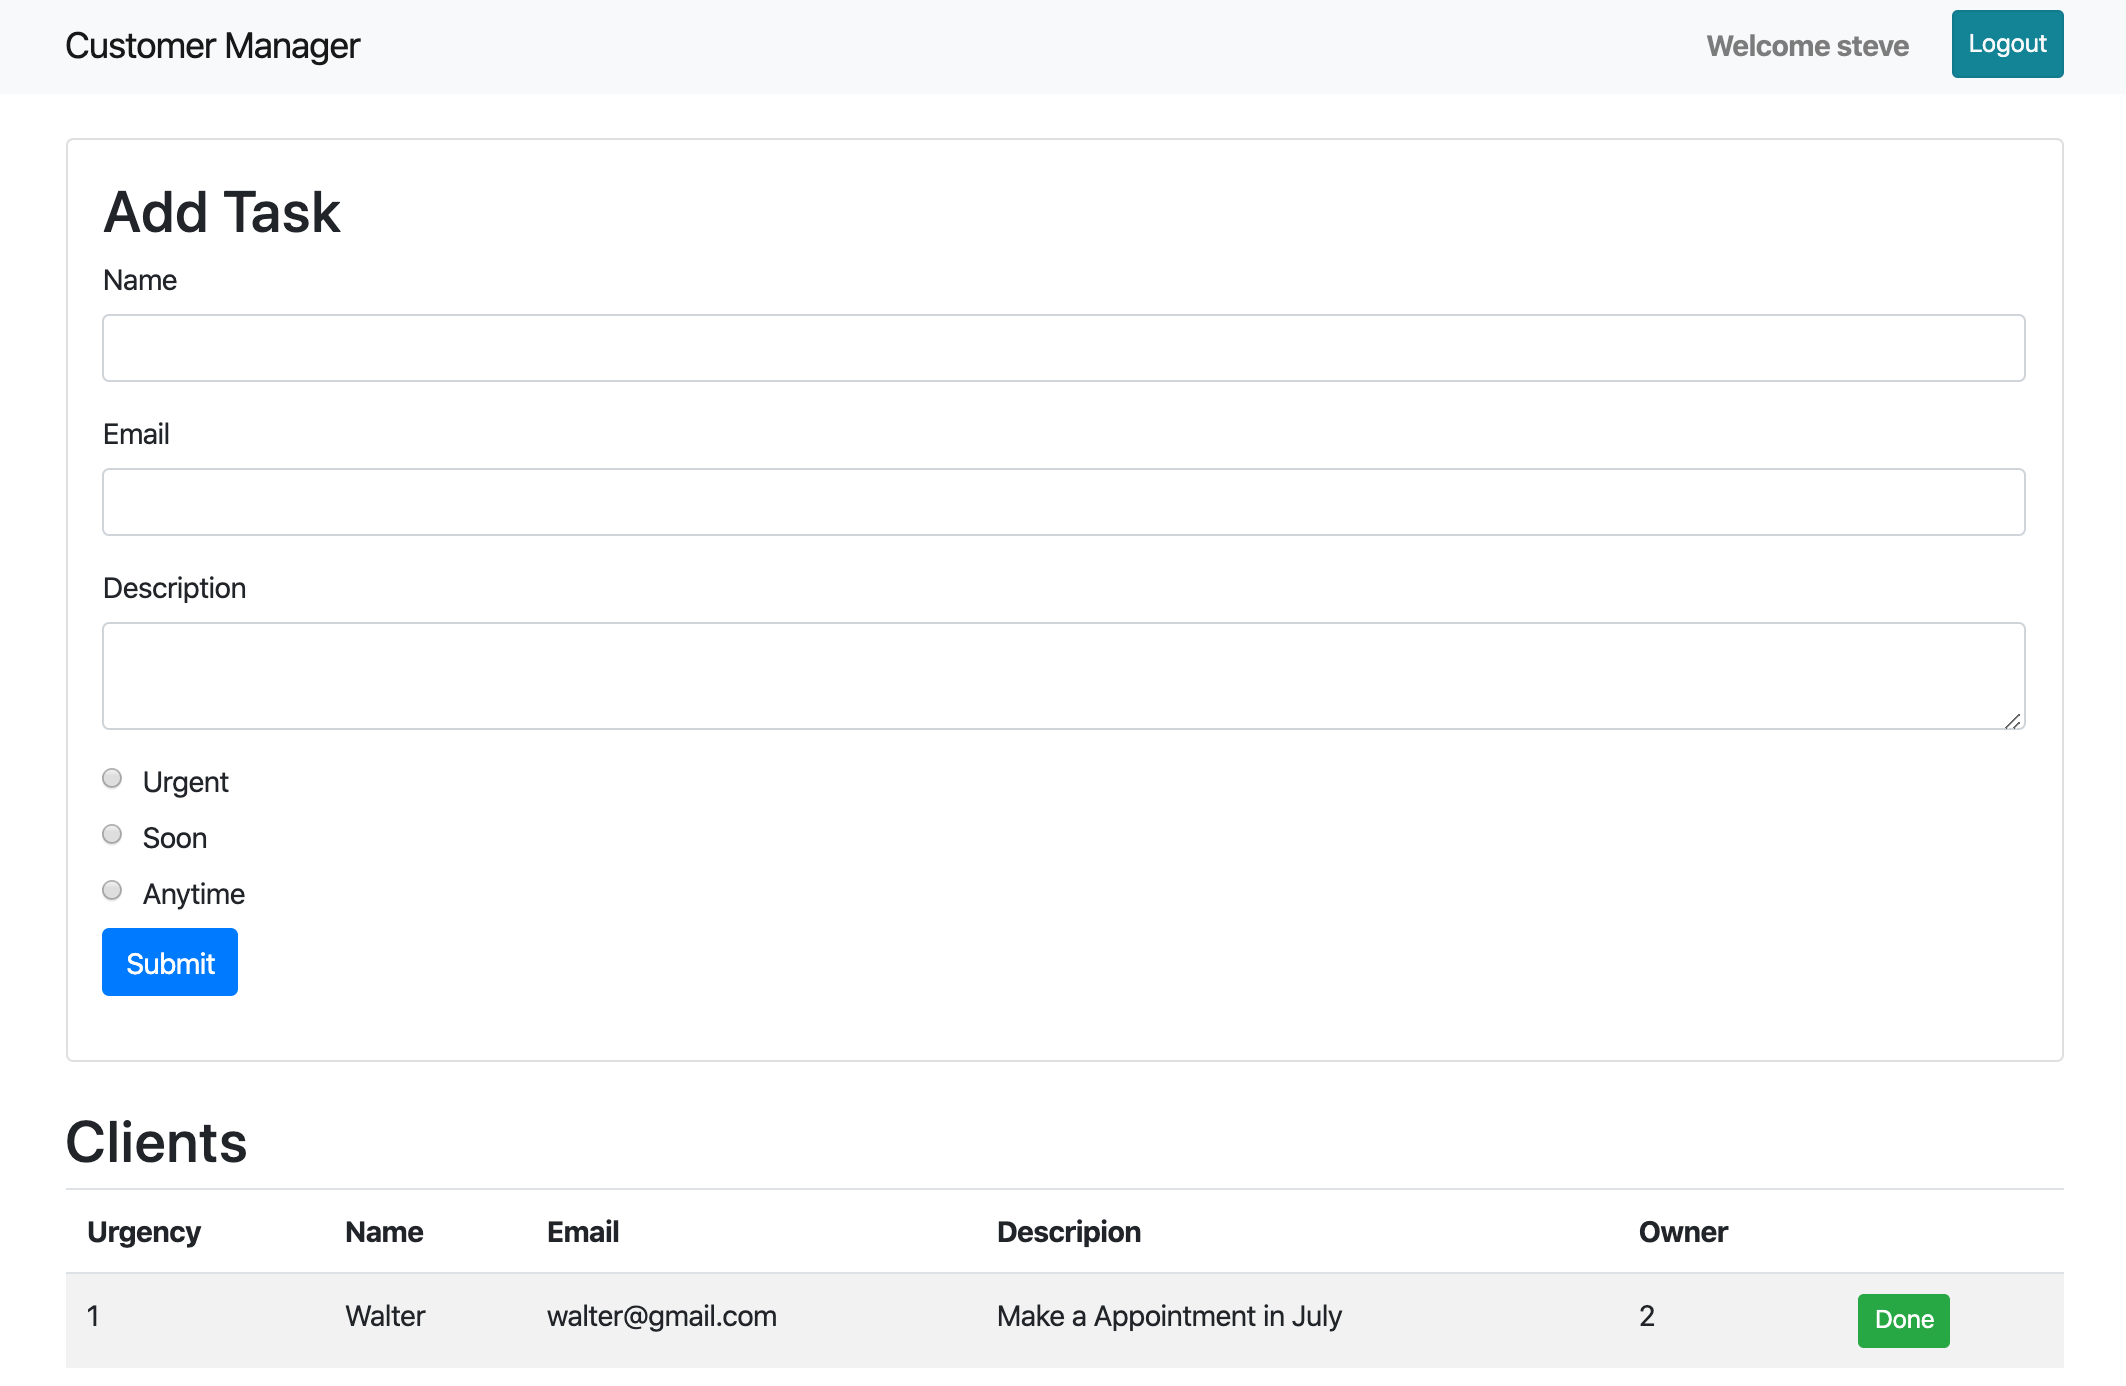 Customer Manager Welcome steve Logout
Add Task
Name
Email
Description
Urgent
Soon
Anytime
Submit
Clients
Urgency Name Email Descripion Owner
1 Walter walter@gmail.com Make a Appointment in July 2 Done